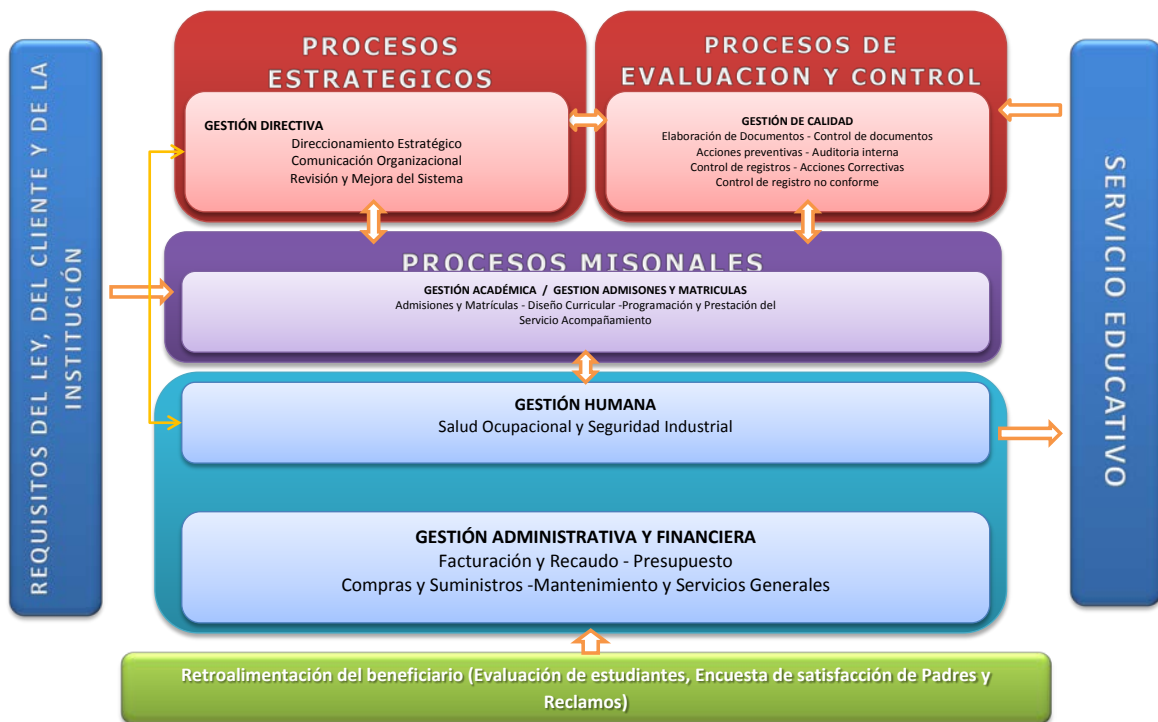 REQUISITOS DEL LEY, DEL CLIENTE Y DE LA
INSTITUCIÓN
PROCESOS
ESTRATEGICOS
GESTIÓN DIRECTIVA
Direccionamiento Estratégico
Comunicación Organizacional
Revisión y Mejora del Sistema
PROCESOS DE
EVALUACION Y CONTROL
GESTIÓN DE CALIDAD
Elaboración de Documentos - Control de documentos
Acciones preventivas - Auditoria interna
Control de registros - Acciones Correctivas
Control de registro no conforme
PROCESOS MISONALES
GESTIÓN ACADÉMICA / GESTION ADMISONES Y MATRICULAS
Admisiones y Matrículas - Diseño Curricular -Programación y Prestación del
Servicio Acompañamiento
GESTIÓN HUMANA
Salud Ocupacional y Seguridad Industrial
GESTIÓN ADMINISTRATIVA Y FINANCIERA
Facturación y Recaudo - Presupuesto
Compras y Suministros -Mantenimiento y Servicios Generales
SERVICIO EDUCATIVO
Retroalimentación del beneficiario (Evaluación de estudiantes, Encuesta de satisfacción de Padres y
Reclamos)